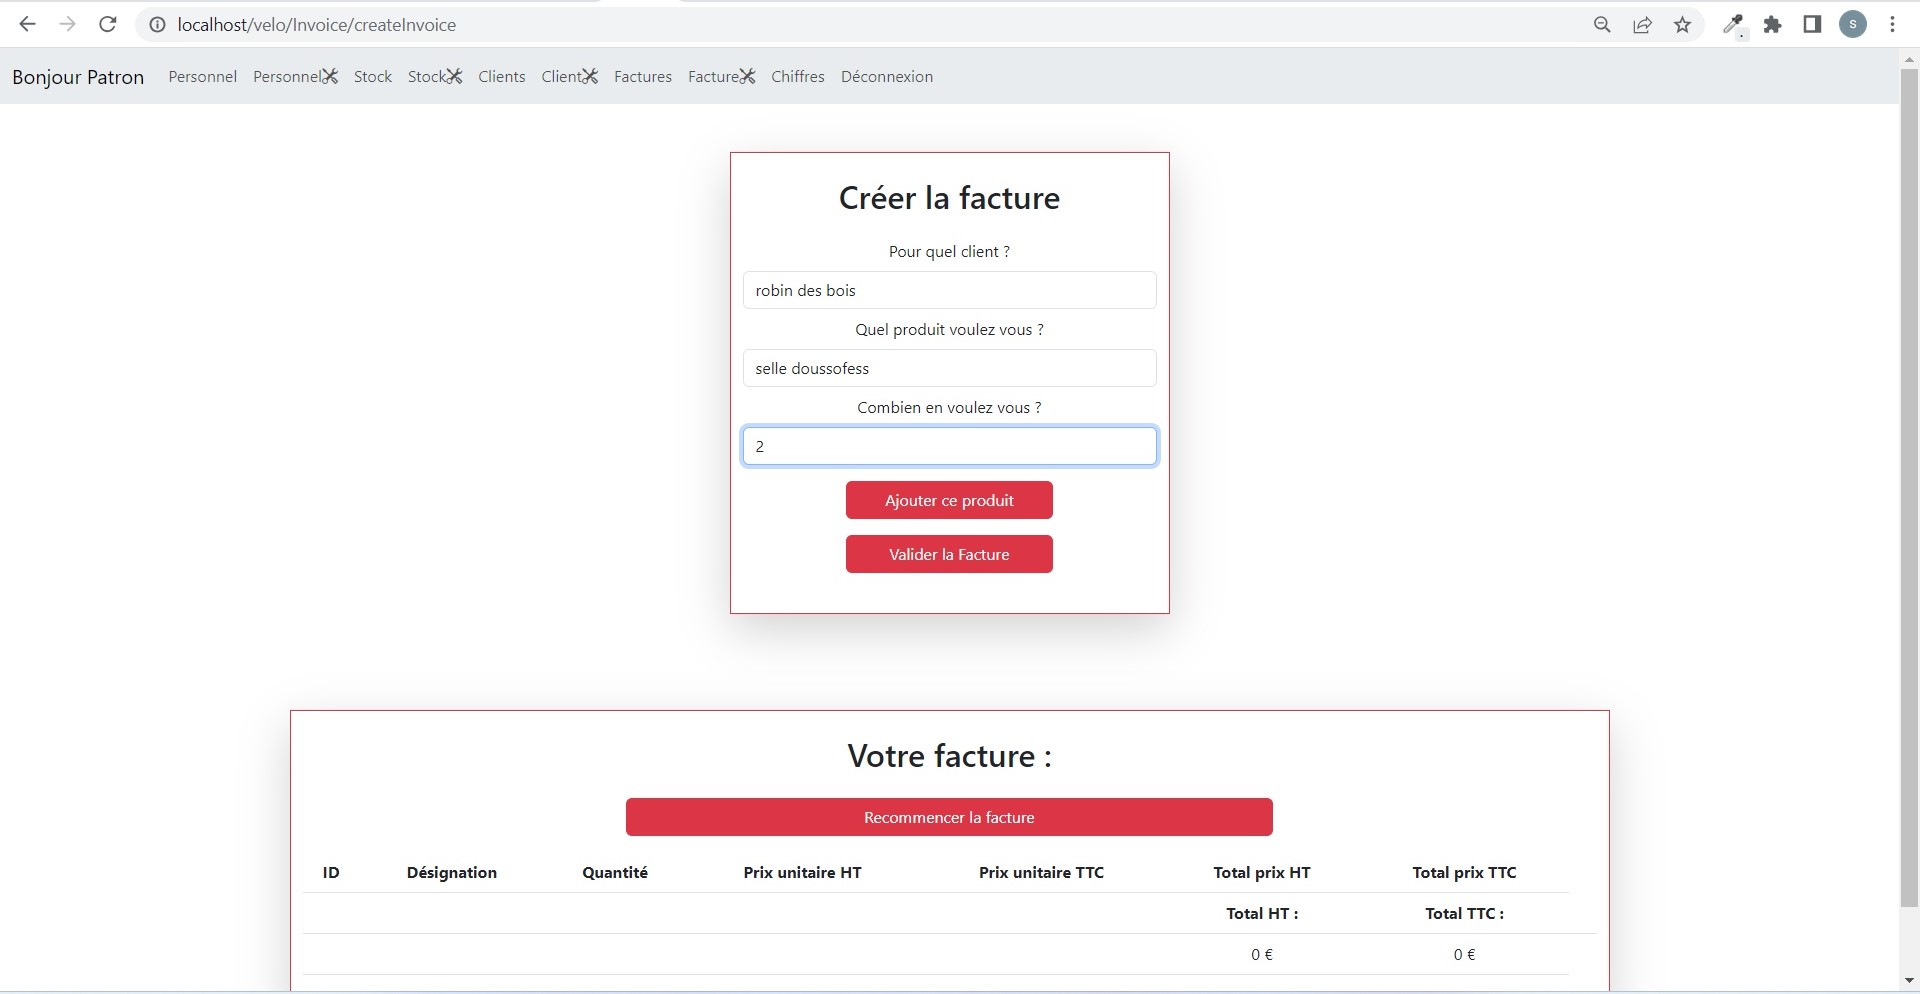 localhost/velo/Invoice/createInvoice
S
Bonjour Patron Personnel Personnel Stock Stock Clients Client Factures Facture Chiffres Déconnexion
Créer la facture
Pour quel client ?
robin des bois
Quel produit voulez vous ?
selle doussofess
Combien en voulez vous ?
2
Ajouter ce produit
Valider la Facture
Votre facture :
Recommencer la facture
ID Désignation Quantité Prix unitaire HT Prix unitaire TTC Total prix HT Total prix TTC
Total HT : Total TTC :
0 € 0 €